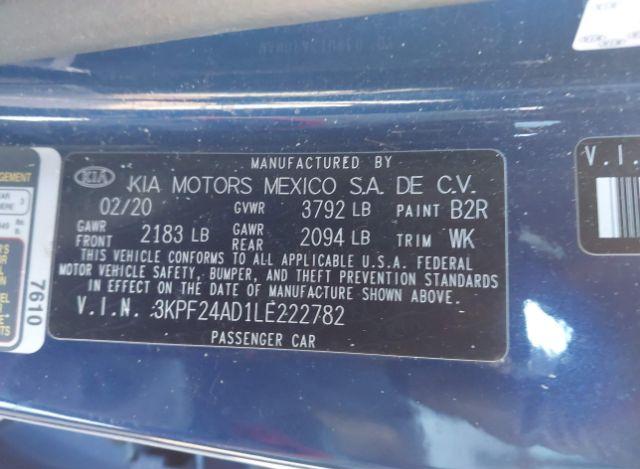 MANUFACTURED BY
KIA KIA MOTORS MEXICO S.A. DE C.V.
02/20 GVWR 3792 LB PAINT B2R
GAWR FRONT 2183 LB GAWR REAR 2094 LB TRIM WK
THIS VEHICLE CONFORMS TO ALL APPLICABLE U.S.A. FEDERAL
MOTOR VEHICLE SAFETY, BUMPER, AND THEFT PREVENTION STANDARDS
IN EFFECT ON THE DATE OF MANUFACTURE SHOWN ABOVE.
V.I.N. 3KPF24AD1LE222782
PASSENGER CAR
7610
V.I.